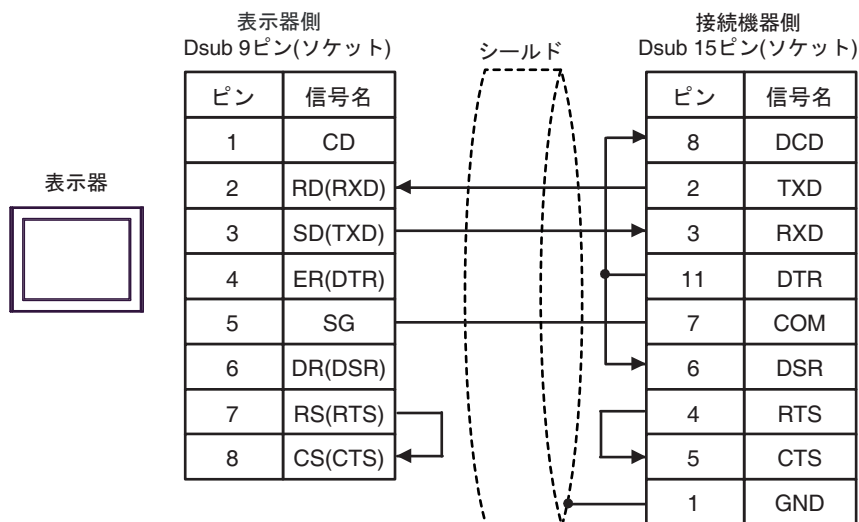 表示器側
Dsub 9ピン(ソケット)
シールド
接続機器側
Dsub 15ピン(ソケット)
表示器
ピン 信号名
1 CD
2 RD(RXD)
3 SD(TXD)
4 ER(DTR)
5 SG
6 DR(DSR)
7 RS(RTS)
8 CS(CTS)
ピン 信号名
8 DCD
2 TXD
3 RXD
11 DTR
7 COM
6 DSR
4 RTS
5 CTS
1 GND